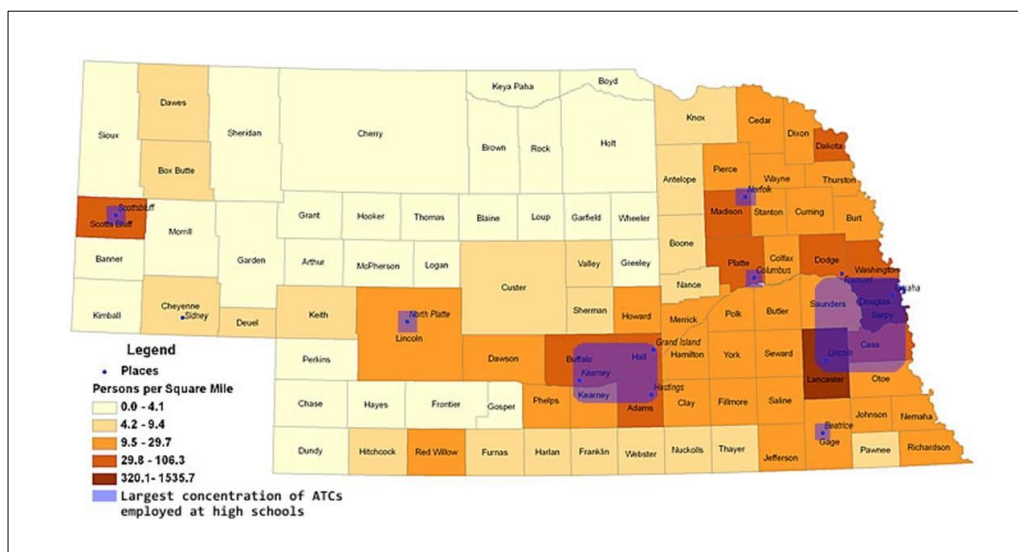 Keya Paha Boyd
Dawes Knox Cedar
Sioux Sheridan Cherry Dixon
Brown Rock Holt Dakota
Box Butte Antelope Pierce Wayne Thurston
Scottsbluff Norfolk
Scotts Bluff Grant Hooker Thomas Blaine Loup Garfield Wheeler Madison Stanton Cuming Burt
Morrill
Banner Garden Arthur McPherson Logan Valley Greeley Boone Platte Colfax Dodge Washington
Columbus Fremont
Custer Nance Omaha
Kimball Cheyenne Sidney Deuel Keith North Platte Sherman Howard Merrick Polk Butler Saunders Douglas
Lincoln Sarpy
Legend Grand Island
Places Perkins Dawson Buffalo Hall Hamilton York Seward Lincoln Cass
Persons per Square Mile Kearney Hastings Lancaster Otoe
0.0 - 4.1 Chase Hayes Frontier Gosper Phelps Kearney Adams Clay Fillmore Saline
4.2 - 9.4 Johnson Nemaha
9.5 - 29.7 Beatrice
29.8 - 106.3 Dundy Hitchcock Red Willow Furnas Harlan Franklin Webster Nuckolls Thayer Jefferson Gage Pawnee Richardson
320.1- 1535.7
Largest concentration of ATCs
employed at high schools